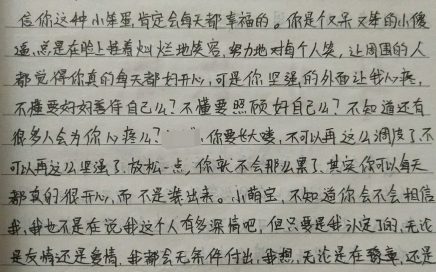 信你这种小笨蛋,肯定会每天都幸福的。你是个又呆又笨的小傻
逼,总是在脸上挂着灿烂地笑容,努力地对每个人笑,让周围的人
都觉得你真的每天都好开心,可是你坚强的外面让我心疼,
不懂要好好善待自己么?不懂要照顾好自己么?不知道还有
很多人会为你心疼么? 你要长大喽,不可以再这么调皮了.不
可以再这么坚强了.放松一点,你就不会那么累了.其实你可以每天
都真的很开心,而不是装出来。小萌宝,不知道你会不会相信
我,我也不是在说我这个人有多深情吧,但只要是我认定了的,无论
是友情还是爱情,我都会无条件付出,我想,无论是在 还是